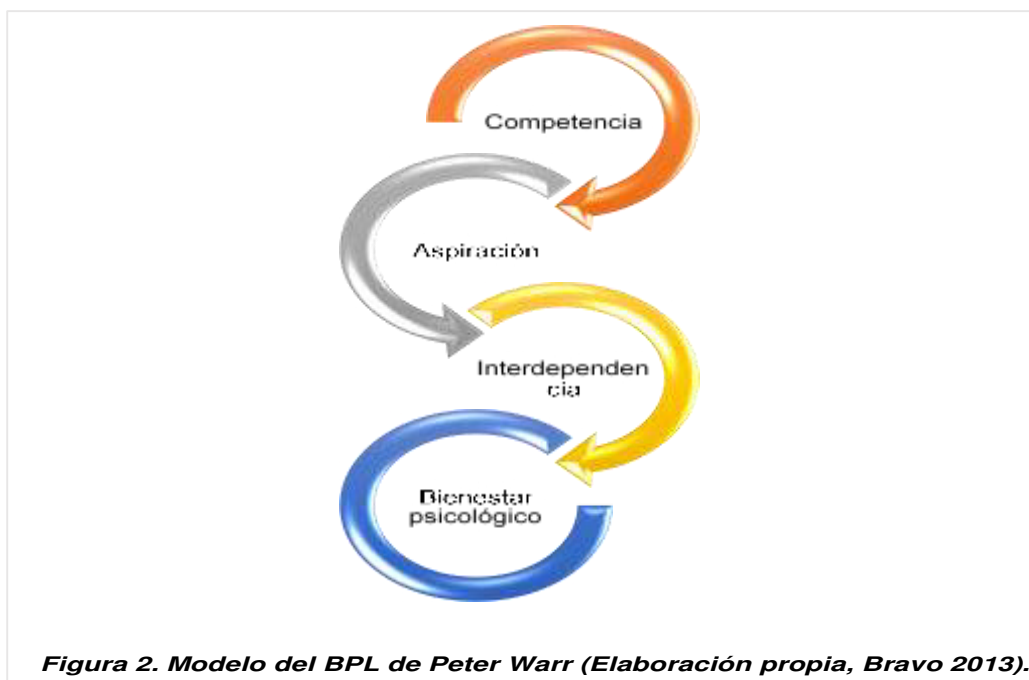 Competencia
Aspiración
Interdependen
cia
Bienestar
psicológico
Figura 2. Modelo del BPL de Peter Warr (Elaboración propia, Bravo 2013).